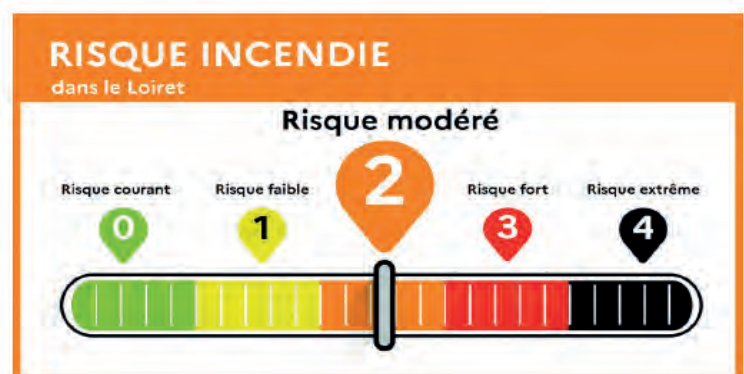 RISQUE INCENDIE
dans le Loiret
Risque modéré
Risque courant Risque faible 2 Risque fort Risque extrême
0 1 3 4